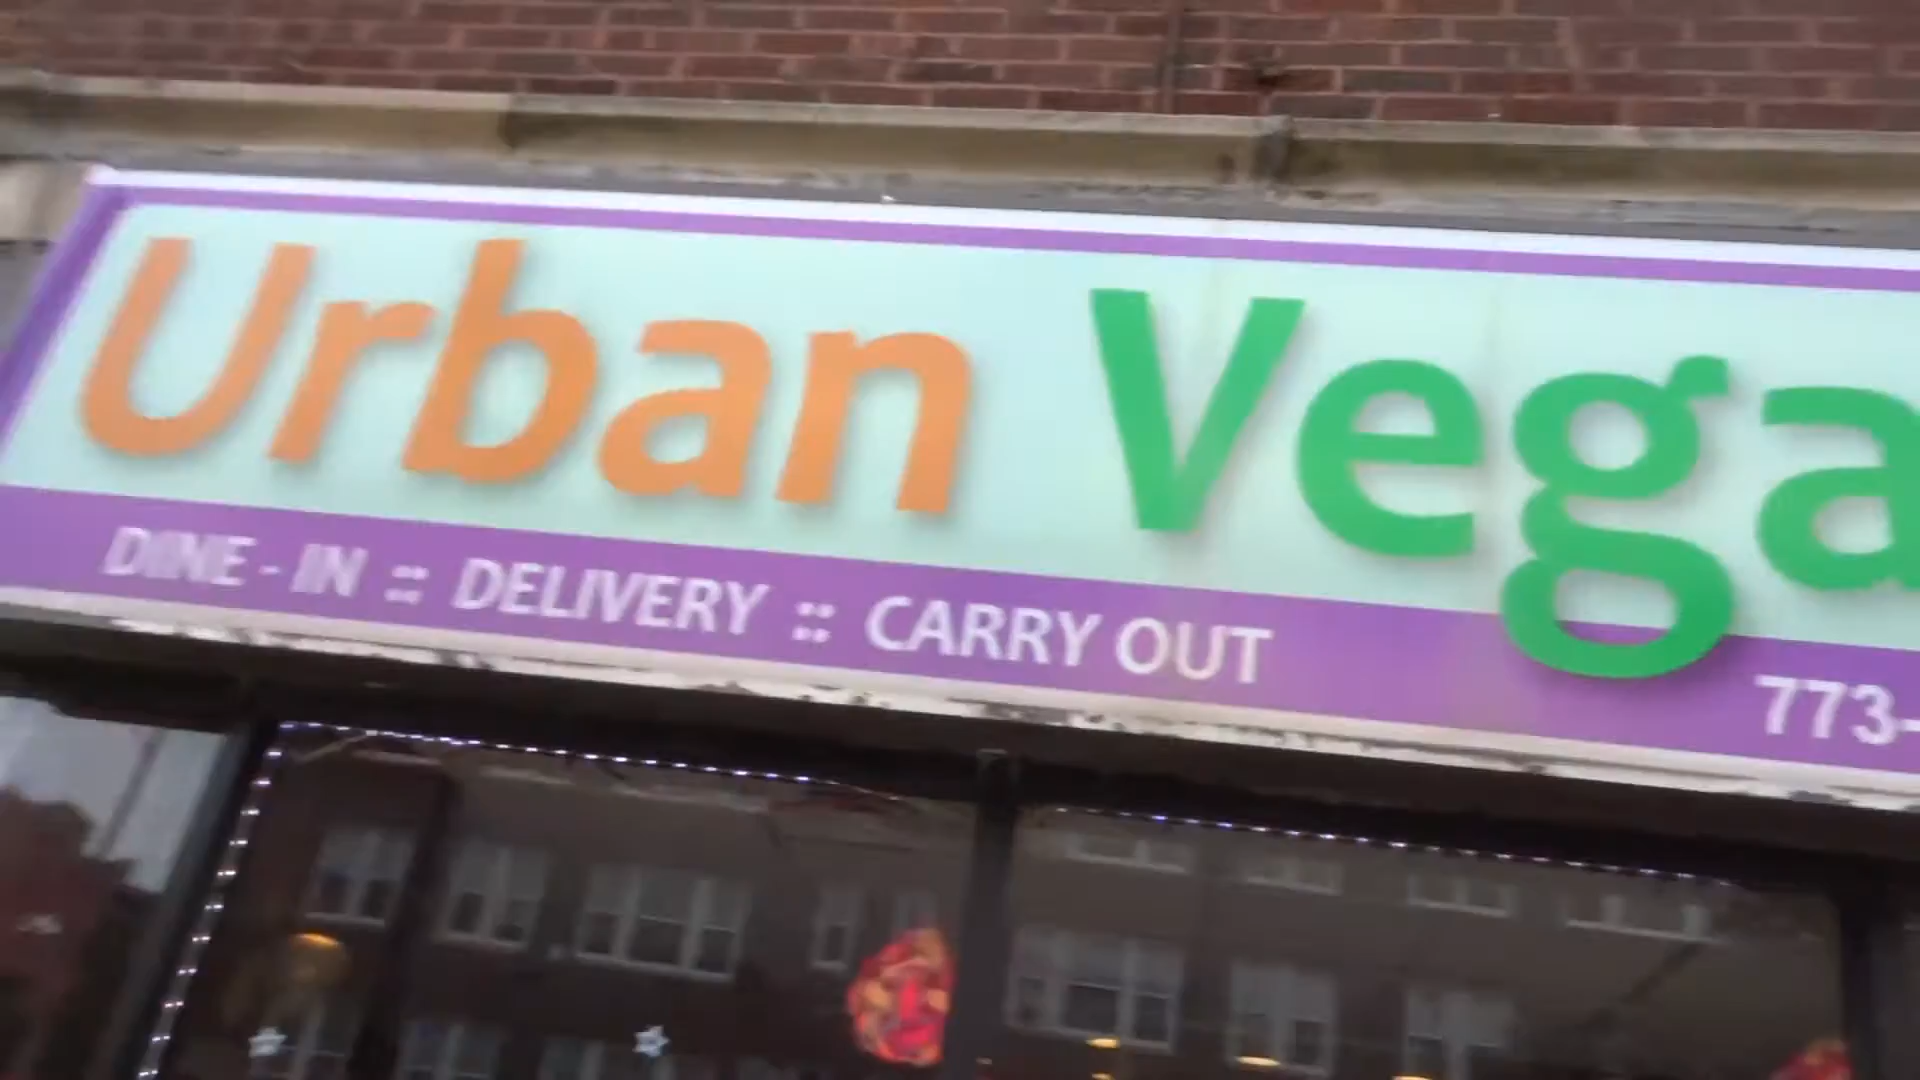 Urban Vega
DINE - IN :: DELIVERY :: CARRY OUT
773-